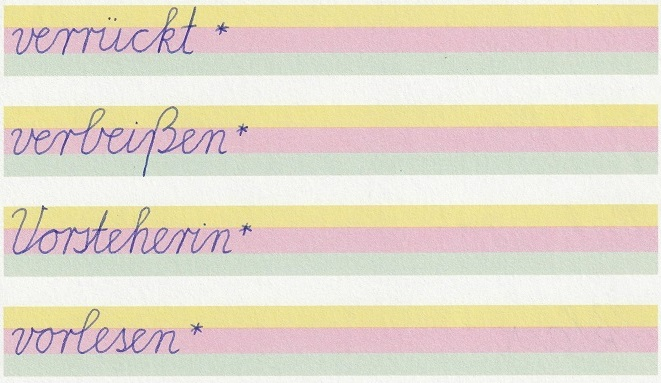 verrückt *
verbeißen *
Vorsteherin *
vorlesen *